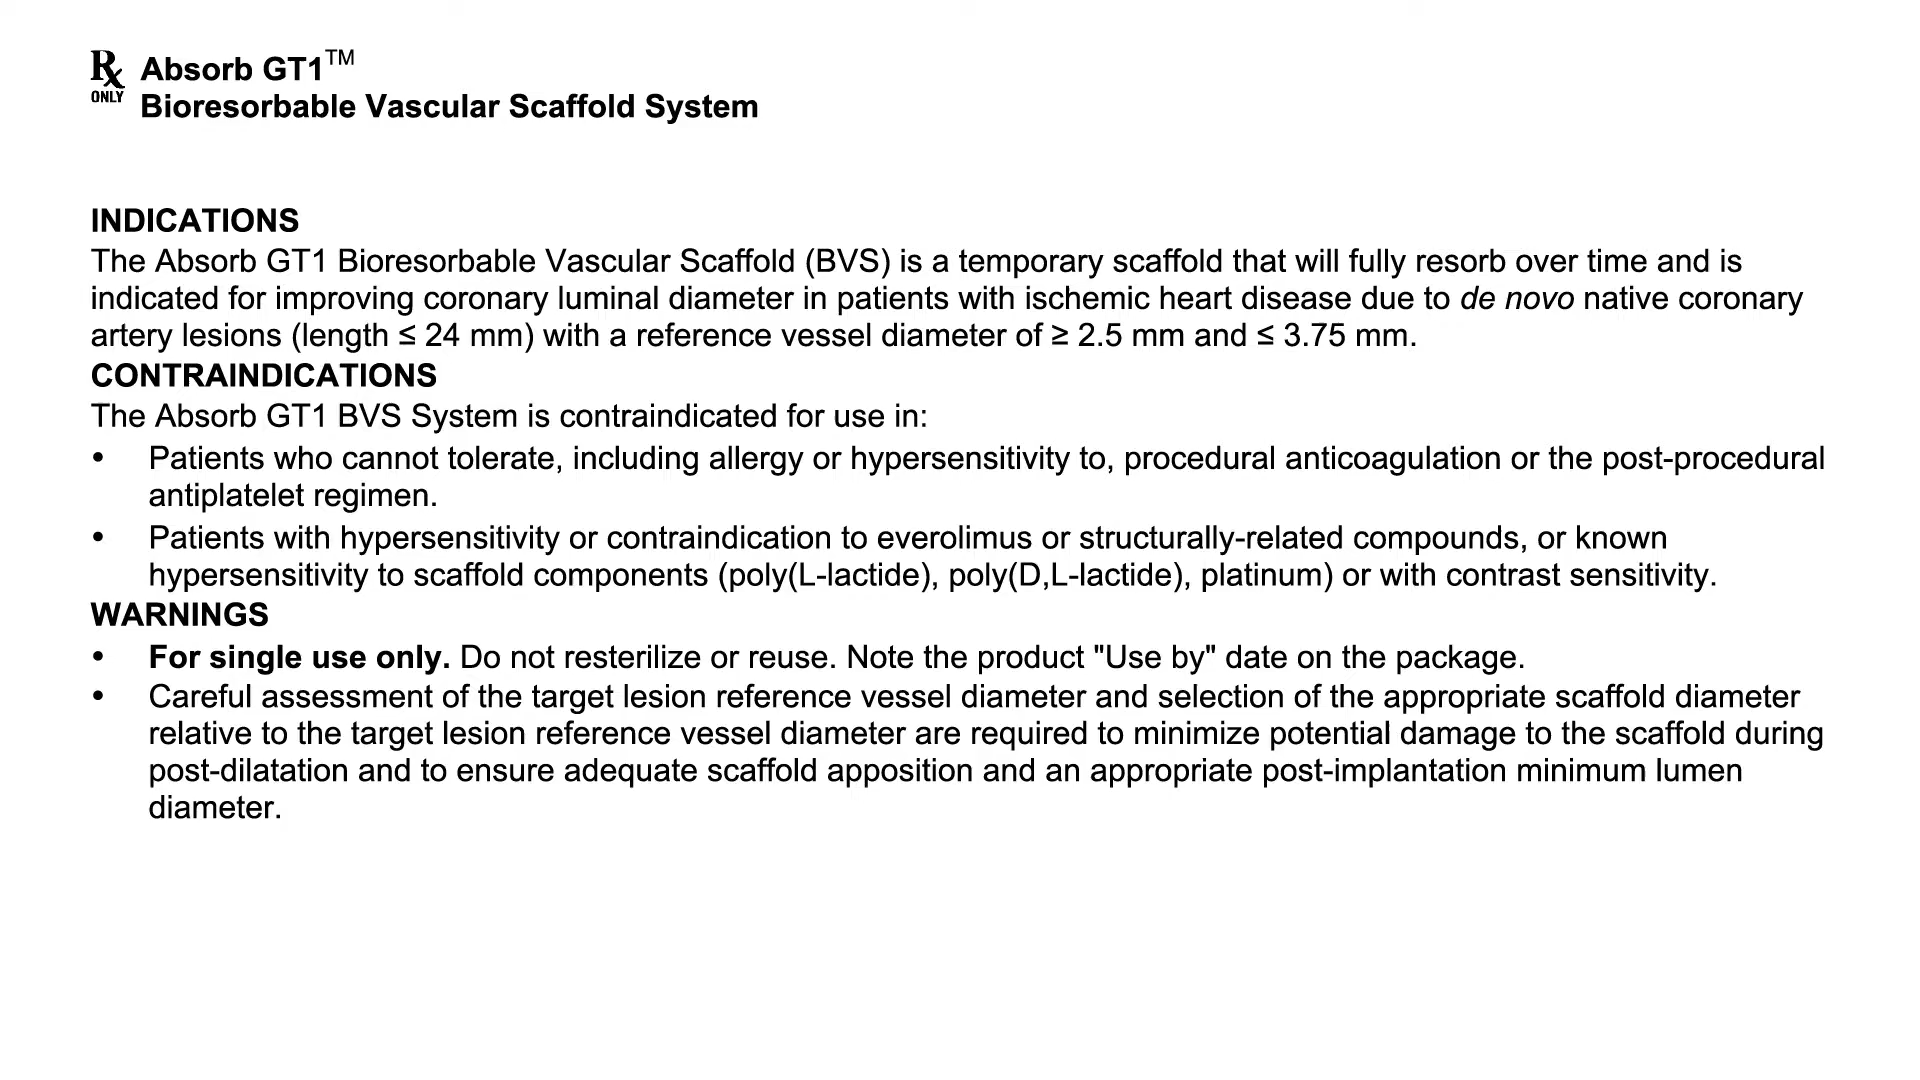 Rx ONLY Absorb GT1™
Bioresorbable Vascular Scaffold System
INDICATIONS
The Absorb GT1 Bioresorbable Vascular Scaffold (BVS) is a temporary scaffold that will fully resorb over time and is
indicated for improving coronary luminal diameter in patients with ischemic heart disease due to de novo native coronary
artery lesions (length ≤ 24 mm) with a reference vessel diameter of ≥ 2.5 mm and ≤ 3.75 mm.
CONTRAINDICATIONS
The Absorb GT1 BVS System is contraindicated for use in:
• Patients who cannot tolerate, including allergy or hypersensitivity to, procedural anticoagulation or the post-procedural
antiplatelet regimen.
• Patients with hypersensitivity or contraindication to everolimus or structurally-related compounds, or known
hypersensitivity to scaffold components (poly(L-lactide), poly(D,L-lactide), platinum) or with contrast sensitivity.
WARNINGS
• For single use only. Do not resterilize or reuse. Note the product "Use by" date on the package.
• Careful assessment of the target lesion reference vessel diameter and selection of the appropriate scaffold diameter
relative to the target lesion reference vessel diameter are required to minimize potential damage to the scaffold during
post-dilatation and to ensure adequate scaffold apposition and an appropriate post-implantation minimum lumen
diameter.